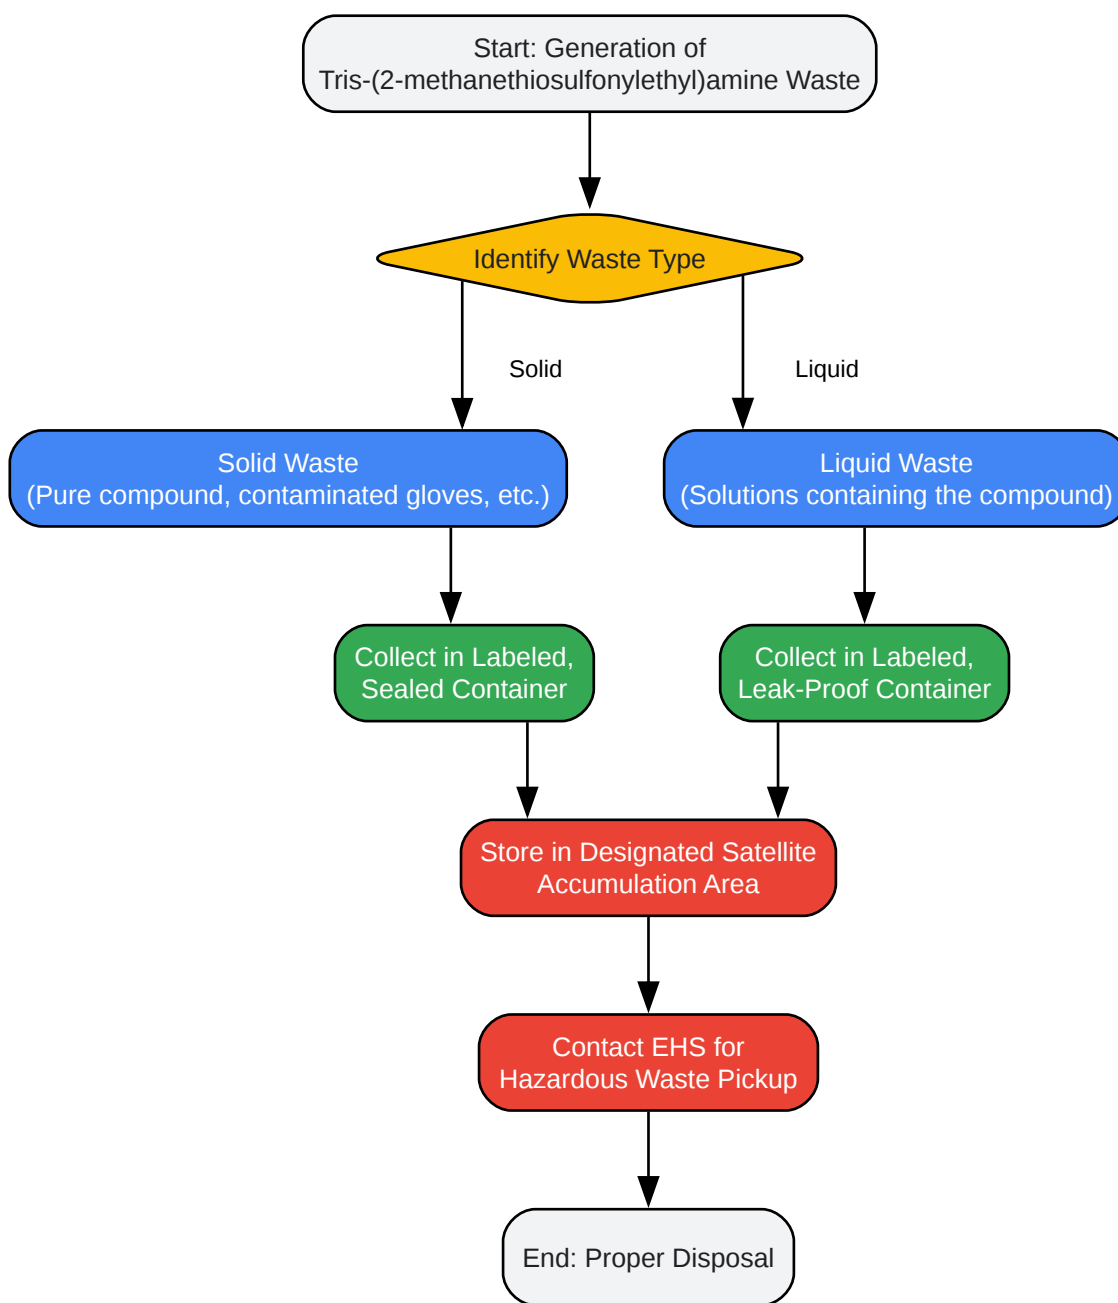 Start: Generation of
Tris-(2-methanethiosulfonylethyl)amine Waste
Identify Waste Type
Solid
Liquid
Solid Waste
(Pure compound, contaminated gloves, etc.)
Liquid Waste
(Solutions containing the compound)
Collect in Labeled,
Sealed Container
Collect in Labeled,
Leak-Proof Container
Store in Designated Satellite
Accumulation Area
Contact EHS for
Hazardous Waste Pickup
End: Proper Disposal